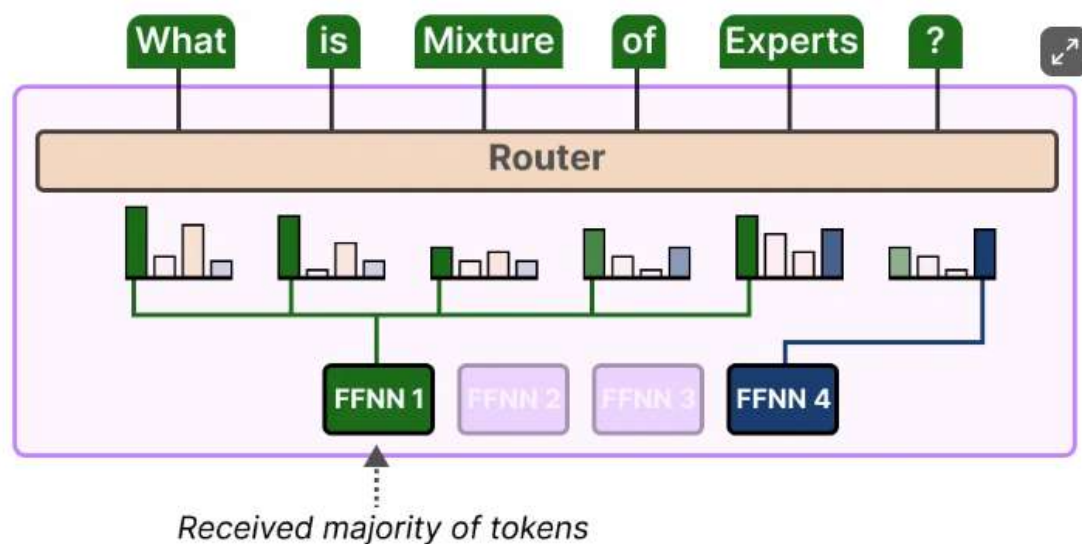 What is Mixture of Experts ?
Router
FFNN 1 FFNN 2 FFNN 3 FFNN 4
Received majority of tokens